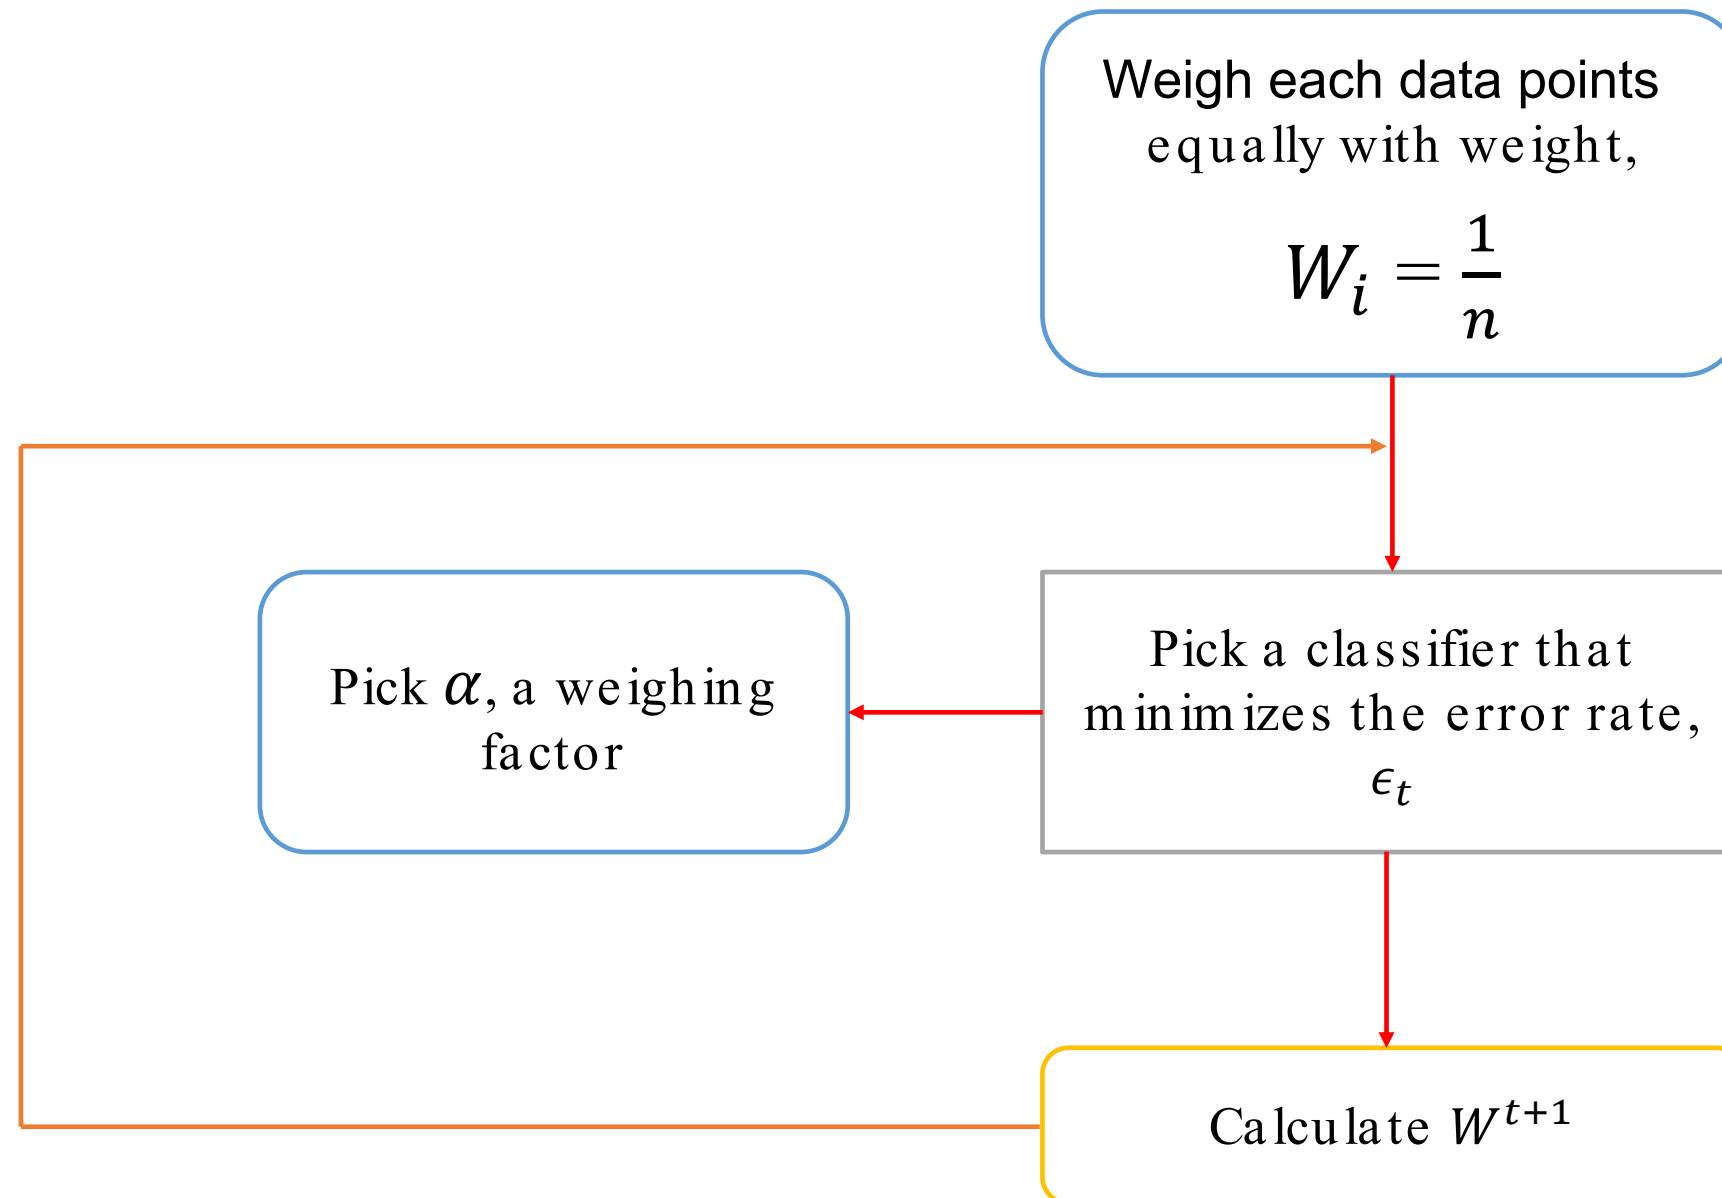 Weigh each data points
equally with weight,
W_i = 1/n
Pick α, a weighing
factor
Pick a classifier that
minimizes the error rate,
ϵ_t
Calculate W^{t+1}